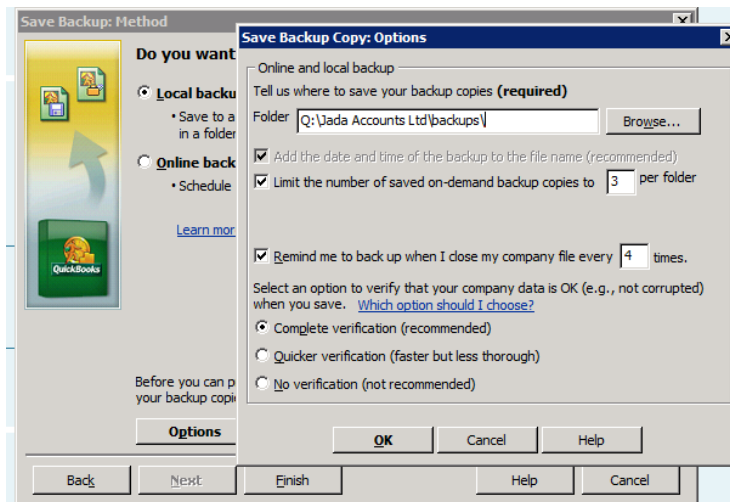 Save Backup: Method
Do you want
Local backu
• Save to a
in a folder
Online back
• Schedule
Learn mor
QuickBooks
Before you can p
your backup copi
Options
Back
Next
Finish
Help
Cancel
Save Backup Copy: Options
Online and local backup
Tell us where to save your backup copies (required)
Folder Q:\Jada Accounts Ltd\backups\ Browse...
Add the date and time of the backup to the file name (recommended)
Limit the number of saved on-demand backup copies to 3 per folder
Remind me to back up when I close my company file every 4 times.
Select an option to verify that your company data is OK (e.g., not corrupted)
when you save. Which option should I choose?
Complete verification (recommended)
Quicker verification (faster but less thorough)
No verification (not recommended)
OK Cancel Help